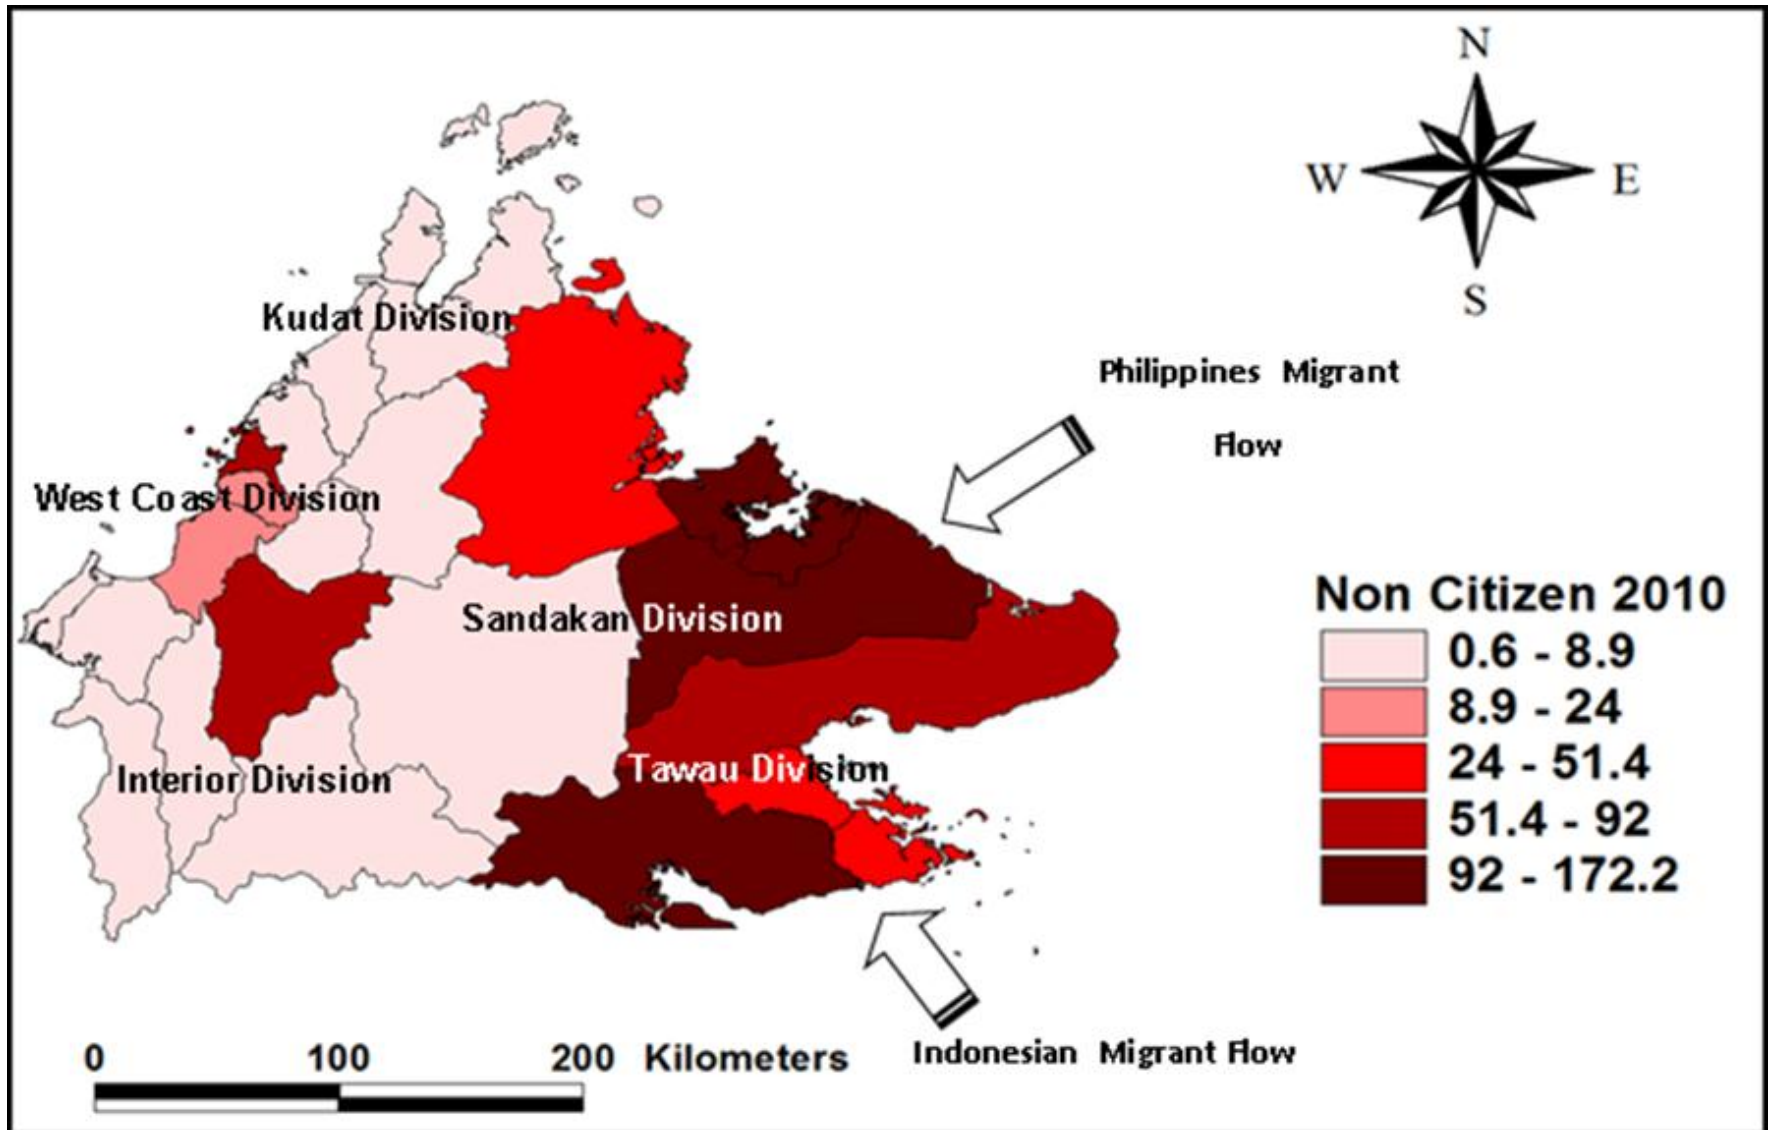 N
W E
S
Kudat Division
Philippines Migrant
Flow
West Coast Division
Non Citizen 2010
0.6 - 8.9
8.9 - 24
24 - 51.4
51.4 - 92
92 - 172.2
Sandakan Division
Tawau Division
Interior Division
Indonesian Migrant Flow
0 100 200 Kilometers